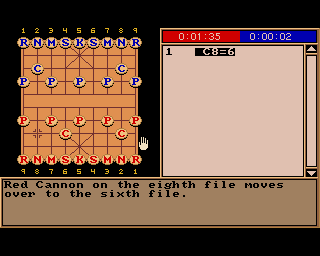 1 2 3 4 5 6 7 8 9
R N M S K S M N R
C C
P P P P P
P P P P P
C C
R N M S K S M N R
9 8 7 6 5 4 3 2 1
0:01:35 0:00:02
1 C8=6
Red Cannon on the eighth file moves
over to the sixth file.